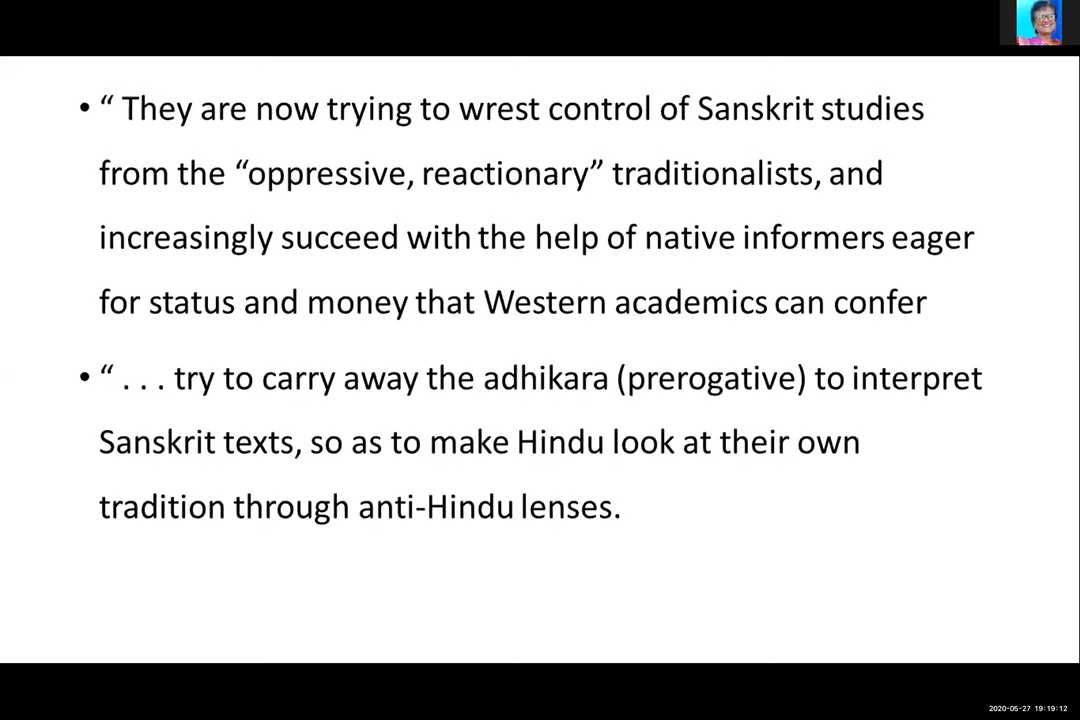 • “ They are now trying to wrest control of Sanskrit studies
from the “oppressive, reactionary” traditionalists, and
increasingly succeed with the help of native informers eager
for status and money that Western academics can confer
• “ . . . try to carry away the adhikara (prerogative) to interpret
Sanskrit texts, so as to make Hindu look at their own
tradition through anti-Hindu lenses.
2020-05-27 19:19:12